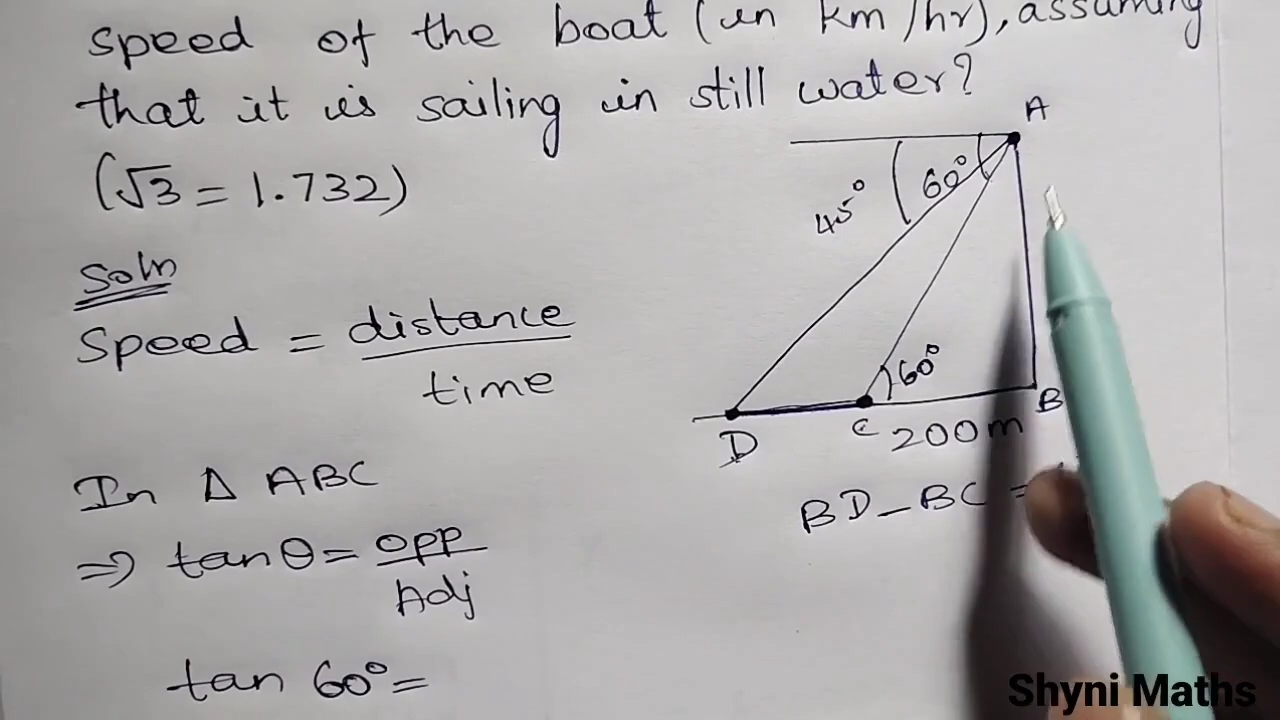 speed of the boat (in km/hr), assuming
that it is sailing in still water?
(√3 = 1.732)
Soln
Speed = distance
time
In Δ ABC
⇒ tan θ = opp
Adj
tan 60° =
A
60°
45°
60°
B
C
D
200m
BD - BC =
Shyni Maths